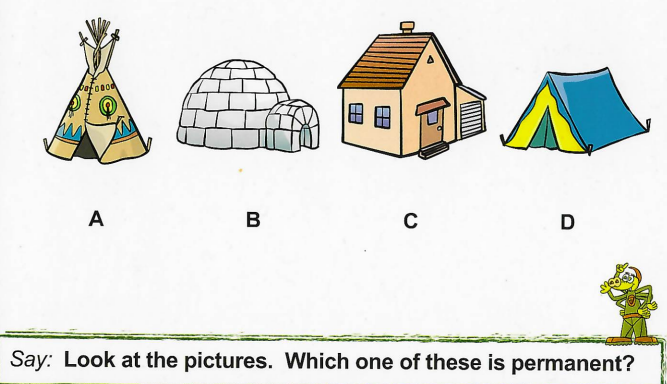 A B C D
Say: Look at the pictures. Which one of these is permanent?